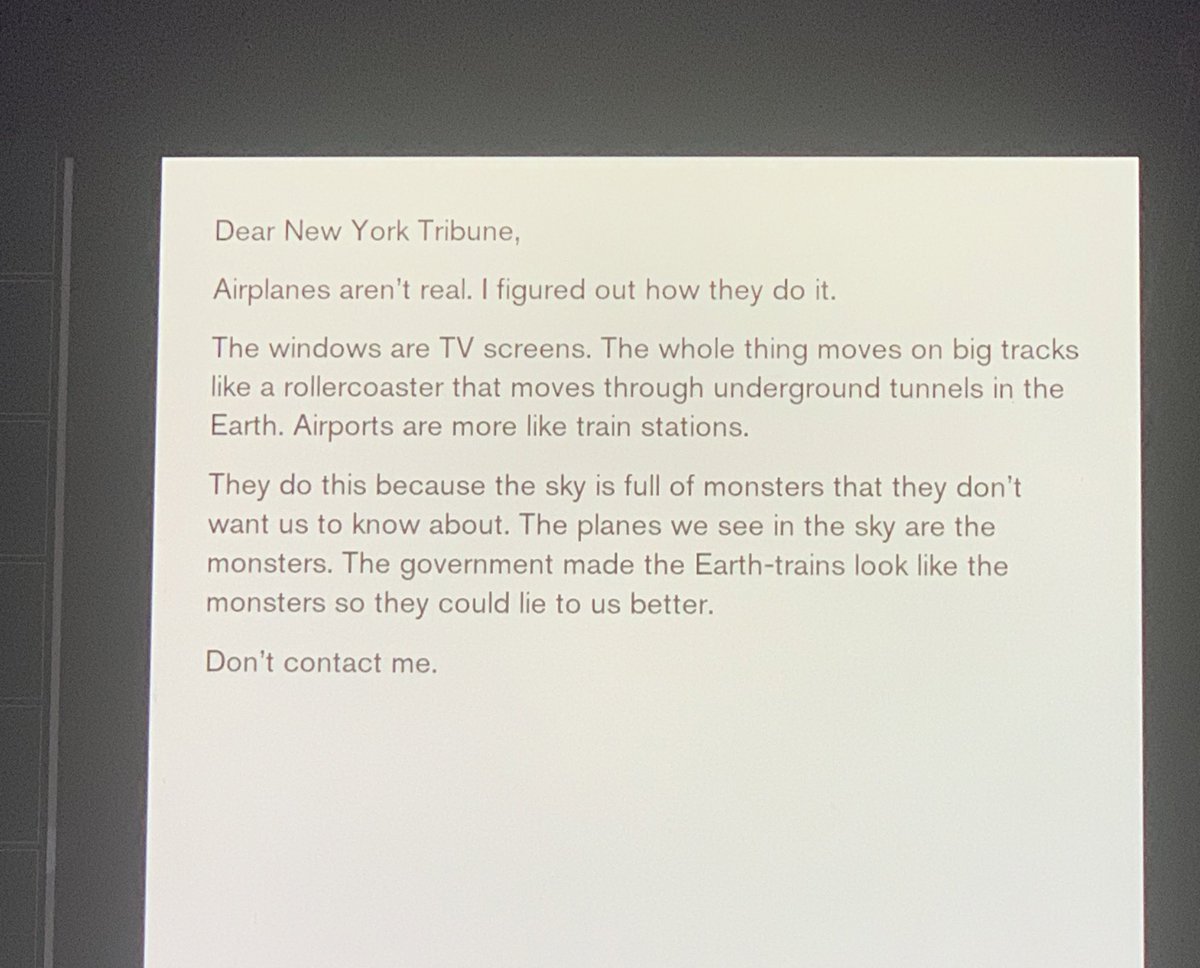 Dear New York Tribune,
Airplanes aren't real. I figured out how they do it.
The windows are TV screens. The whole thing moves on big tracks
like a rollercoaster that moves through underground tunnels in the
Earth. Airports are more like train stations.
They do this because the sky is full of monsters that they don't
want us to know about. The planes we see in the sky are the
monsters. The government made the Earth-trains look like the
monsters so they could lie to us better.
Don't contact me.